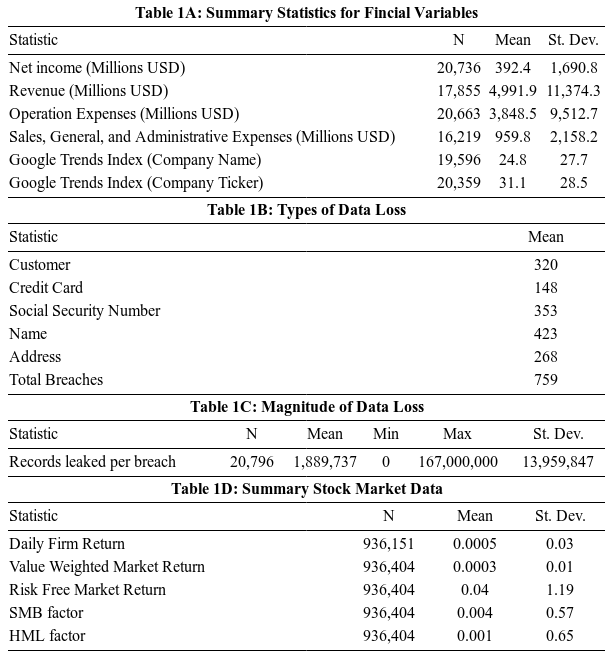 Table 1A: Summary Statistics for Fincial Variables
Statistic N Mean St. Dev.
Net income (Millions USD) 20,736 392.4 1,690.8
Revenue (Millions USD) 17,855 4,991.9 11,374.3
Operation Expenses (Millions USD) 20,663 3,848.5 9,512.7
Sales, General, and Administrative Expenses (Millions USD) 16,219 959.8 2,158.2
Google Trends Index (Company Name) 19,596 24.8 27.7
Google Trends Index (Company Ticker) 20,359 31.1 28.5
Table 1B: Types of Data Loss
Statistic Mean
Customer 320
Credit Card 148
Social Security Number 353
Name 423
Address 268
Total Breaches 759
Table 1C: Magnitude of Data Loss
Statistic N Mean Min Max St. Dev.
Records leaked per breach 20,796 1,889,737 0 167,000,000 13,959,847
Table 1D: Summary Stock Market Data
Statistic N Mean St. Dev.
Daily Firm Return 936,151 0.0005 0.03
Value Weighted Market Return 936,404 0.0003 0.01
Risk Free Market Return 936,404 0.04 1.19
SMB factor 936,404 0.004 0.57
HML factor 936,404 0.001 0.65